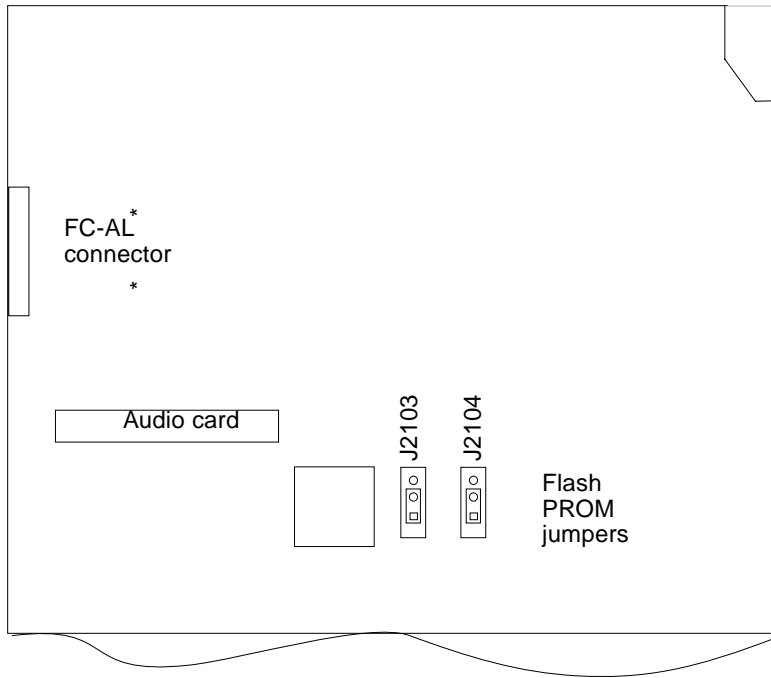 *
FC-AL
connector
*
Audio card
J2103
J2104
Flash
PROM
jumpers